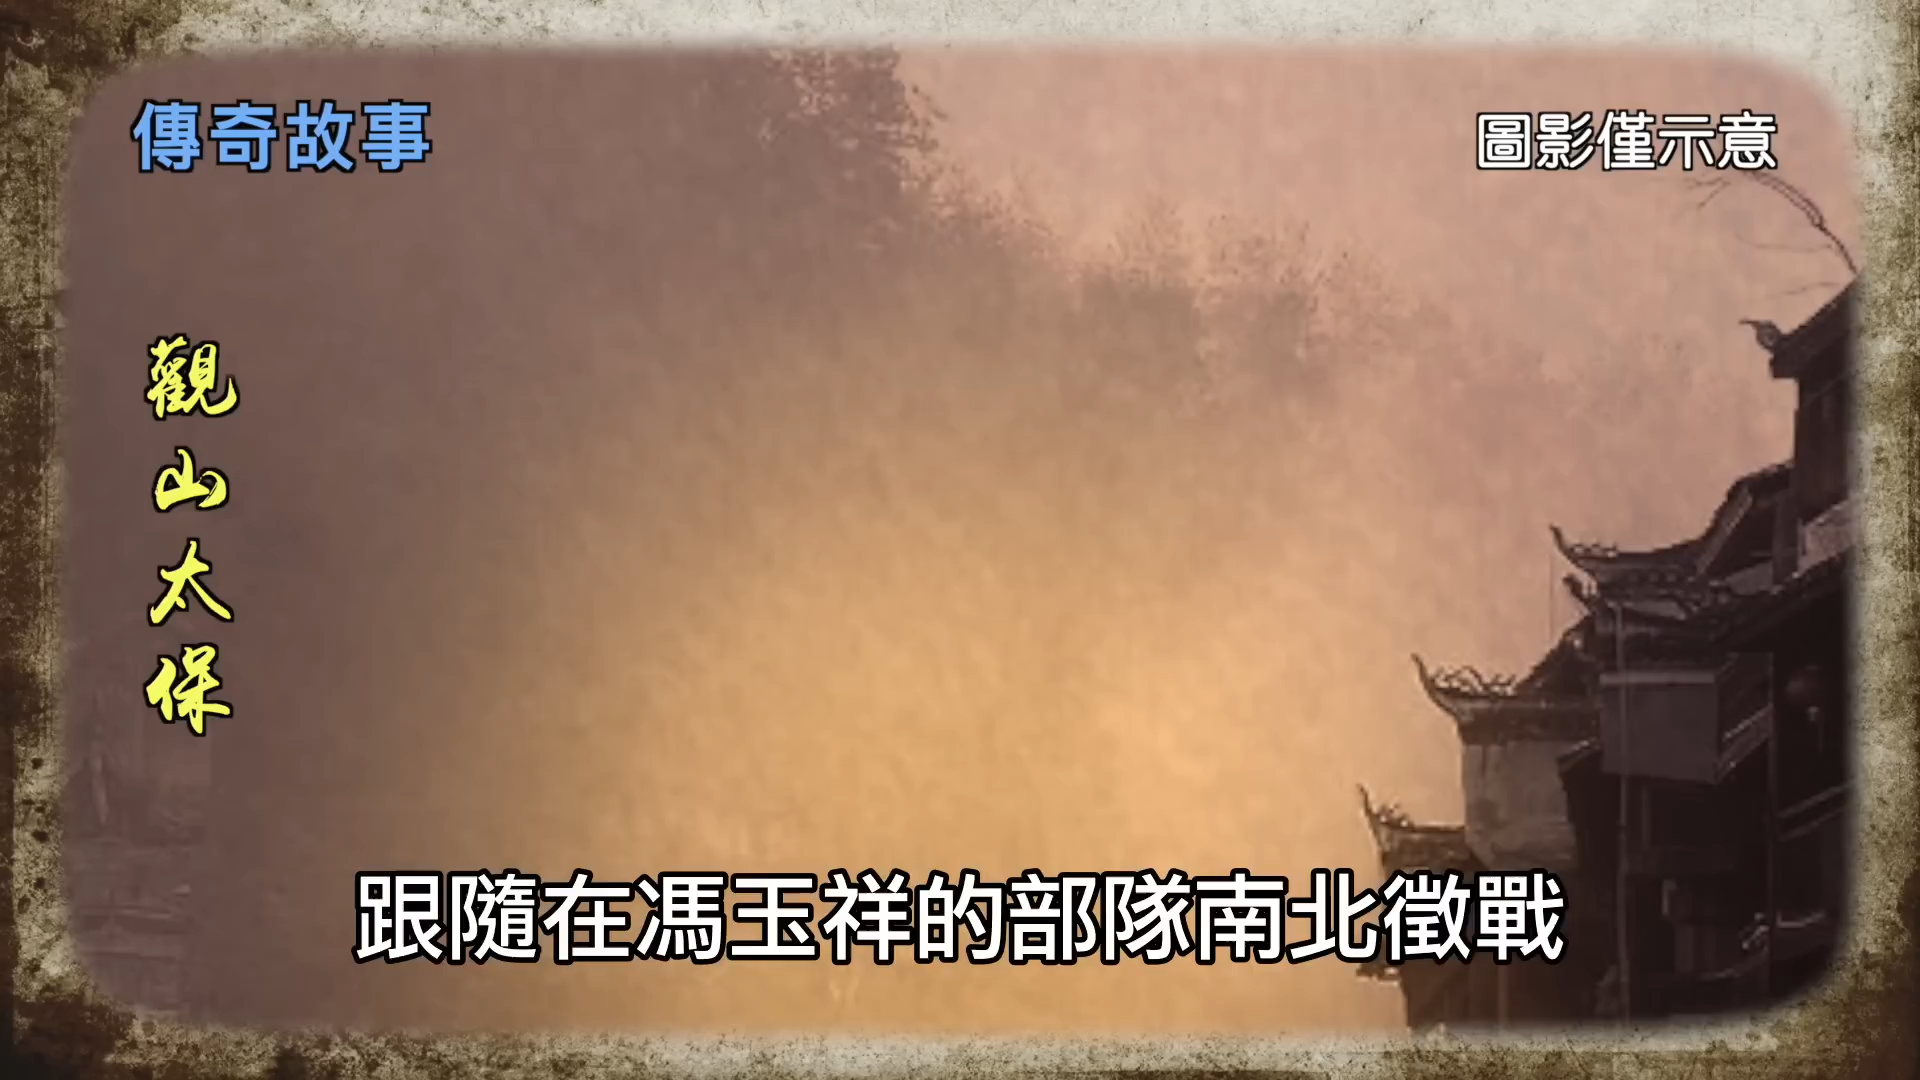 傳奇故事
圖影僅示意
觀山太保
跟隨在馮玉祥的部隊南北徵戰